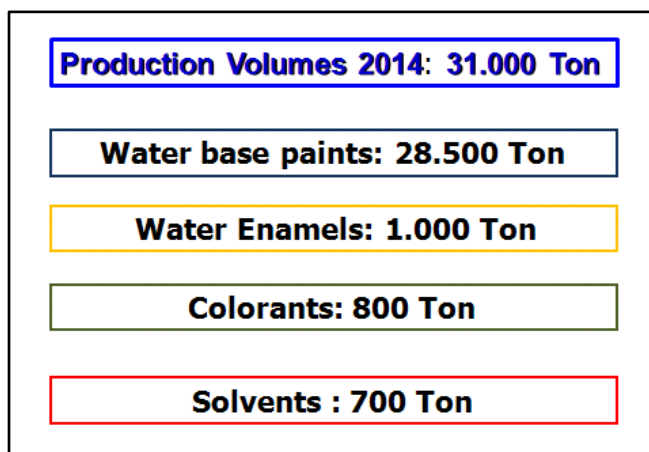 Production Volumes 2014: 31.000 Ton
Water base paints: 28.500 Ton
Water Enamels: 1.000 Ton
Colorants: 800 Ton
Solvents : 700 Ton